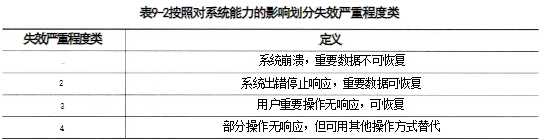 表9-2按照对系统能力的影响划分失效严重程度类
失效严重程度类 定义
系统崩溃,重要数据不可恢复
2 系统出错停止响应,重要数据可恢复
3 用户重要操作无响应,可恢复
4 部分操作无响应,但可用其他操作方式替代